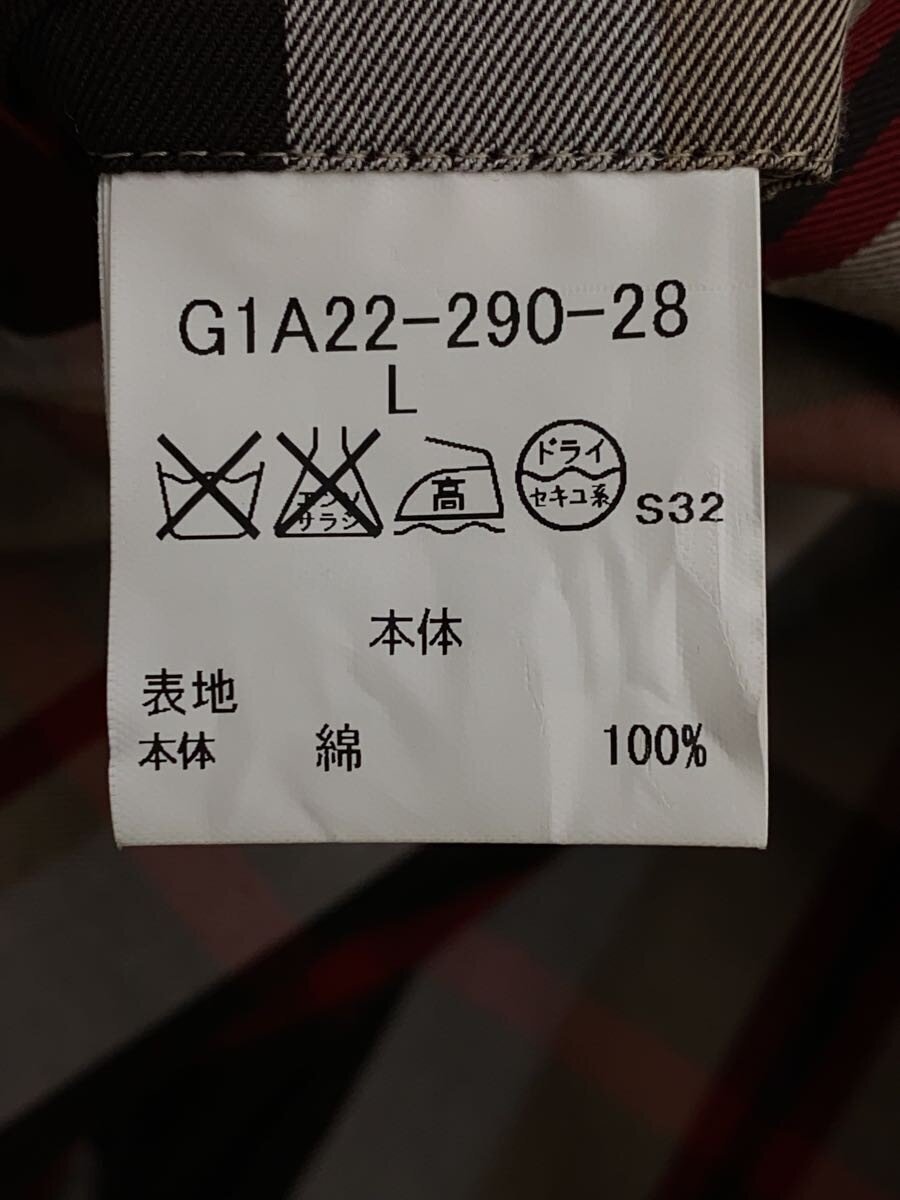 G1A22-290-28
L
エンソ
サラシ
高
ドライ
セキユ系
S32
本体
表地
本体 綿 100%